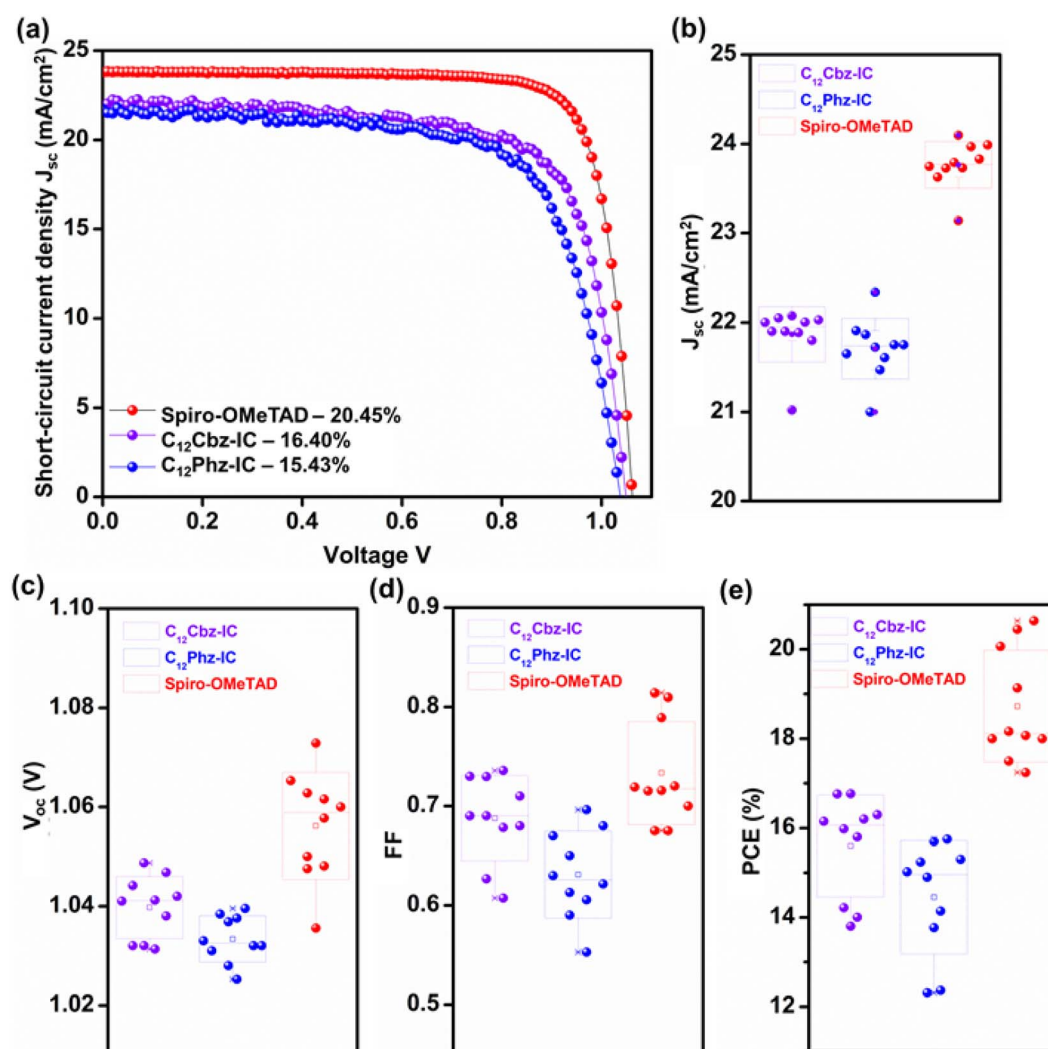 (a)
Short-circuit current density J_sc (mA/cm²)
25
20
15
10
5
0
0.0 0.2 0.4 0.6 0.8 1.0
Voltage V
Spiro-OMeTAD – 20.45%
C₁₂Cbz-IC – 16.40%
C₁₂Phz-IC – 15.43%
(b)
J_sc (mA/cm²)
25
24
23
22
21
20
C₁₂Cbz-IC
C₁₂Phz-IC
Spiro-OMeTAD
(c)
V_oc (V)
1.10
1.08
1.06
1.04
1.02
C₁₂Cbz-IC
C₁₂Phz-IC
Spiro-OMeTAD
(d)
FF
0.9
0.8
0.7
0.6
0.5
C₁₂Cbz-IC
C₁₂Phz-IC
Spiro-OMeTAD
(e)
PCE (%)
20
18
16
14
12
C₁₂Cbz-IC
C₁₂Phz-IC
Spiro-OMeTAD